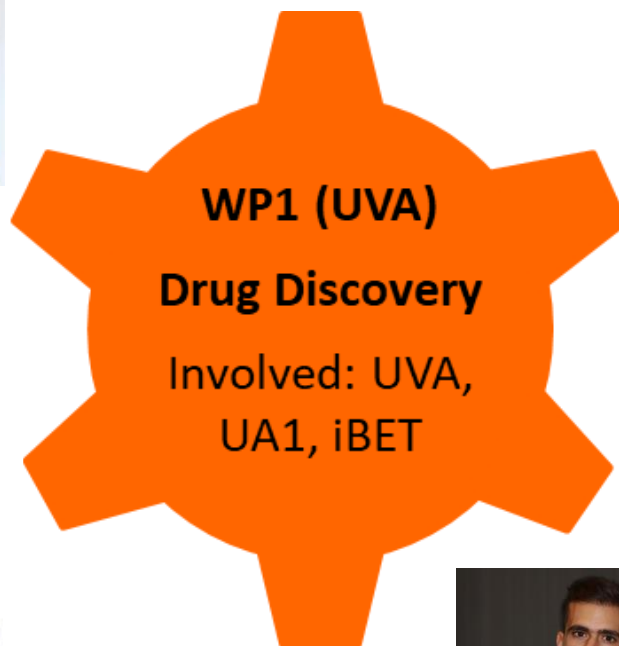 WP1 (UVA)
Drug Discovery
Involved: UVA,
UA1, iBET